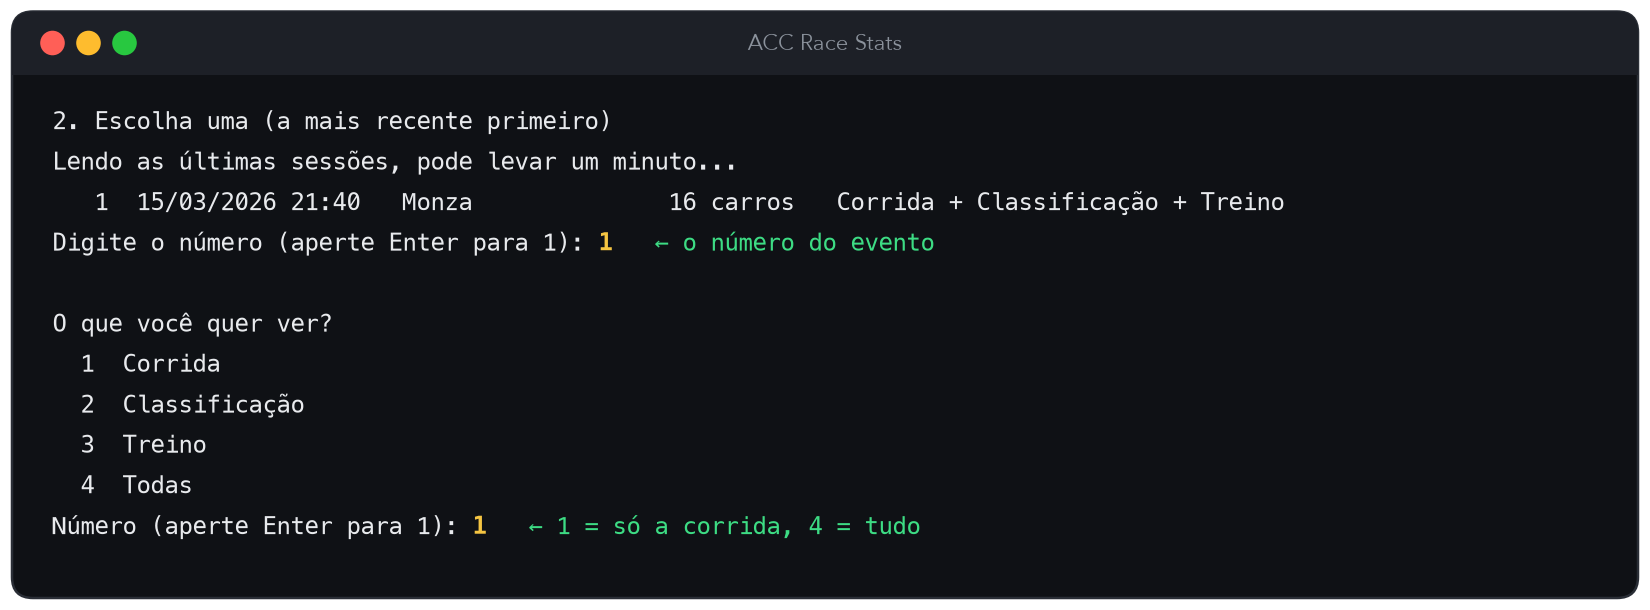 ACC Race Stats
2. Escolha uma (a mais recente primeiro)
Lendo as últimas sessões, pode levar um minuto...
1  15/03/2026 21:40   Monza              16 carros   Corrida + Classificação + Treino
Digite o número (aperte Enter para 1): 1   ← o número do evento
O que você quer ver?
1  Corrida
2  Classificação
3  Treino
4  Todas
Número (aperte Enter para 1): 1   ← 1 = só a corrida, 4 = tudo